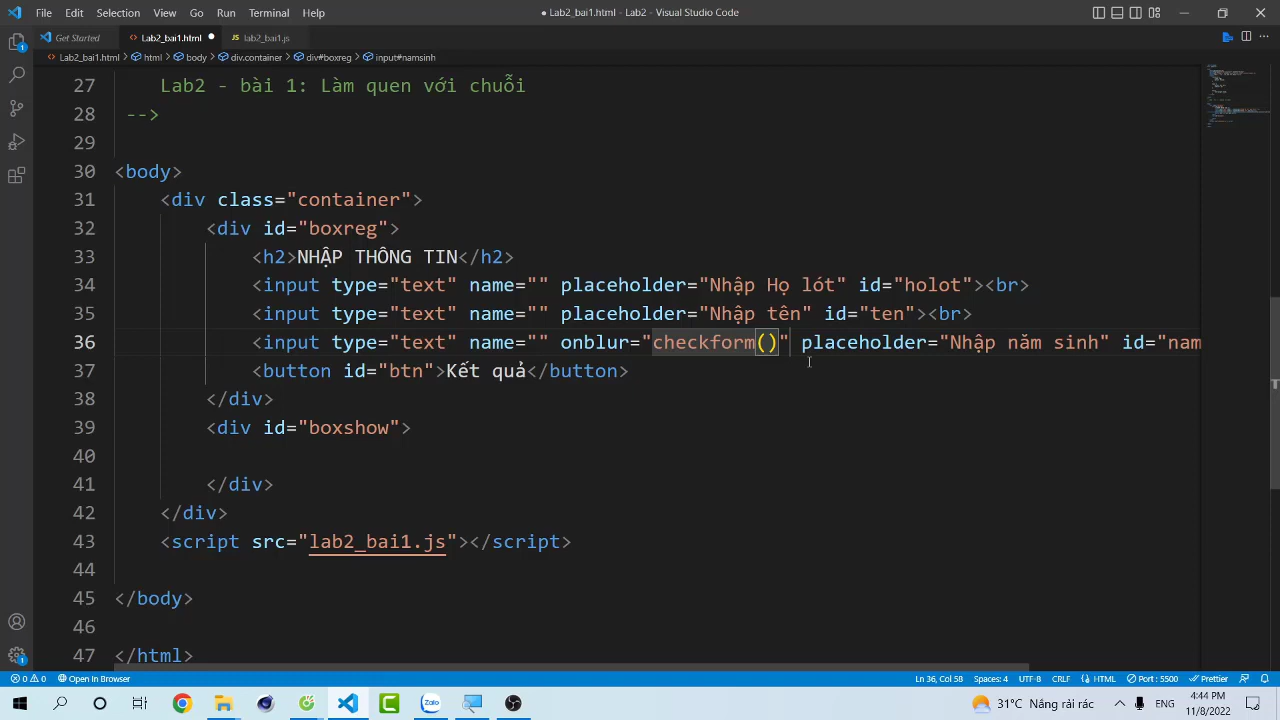 File Edit Selection View Go Run Terminal Help
● Lab2_bai1.html - Lab2 - Visual Studio Code
Get Started
Lab2_bai1.html ●
lab2_bai1.js
Lab2_bai1.html > html > body > div.container > div#boxreg > input#namsinh
27 Lab2 - bài 1: Làm quen với chuỗi
28 -->
29
30 <body>
31 <div class="container">
32 <div id="boxreg">
33 <h2>NHẬP THÔNG TIN</h2>
34 <input type="text" name="" placeholder="Nhập Họ lót" id="holot"><br>
35 <input type="text" name="" placeholder="Nhập tên" id="ten"><br>
36 <input type="text" name="" onblur="checkform()" placeholder="Nhập năm sinh" id="nam
37 <button id="btn">Kết quả</button>
38 </div>
39 <div id="boxshow">
40
41 </div>
42 </div>
43 <script src="lab2_bai1.js"></script>
44
45 </body>
46
47 </html>
1
1
0 0 Open In Browser
Ln 36, Col 58 Spaces: 4 UTF-8 CRLF HTML Port : 5500 Prettier
Zalo
31°C Nắng rải rác
4:44 PM
11/8/2022